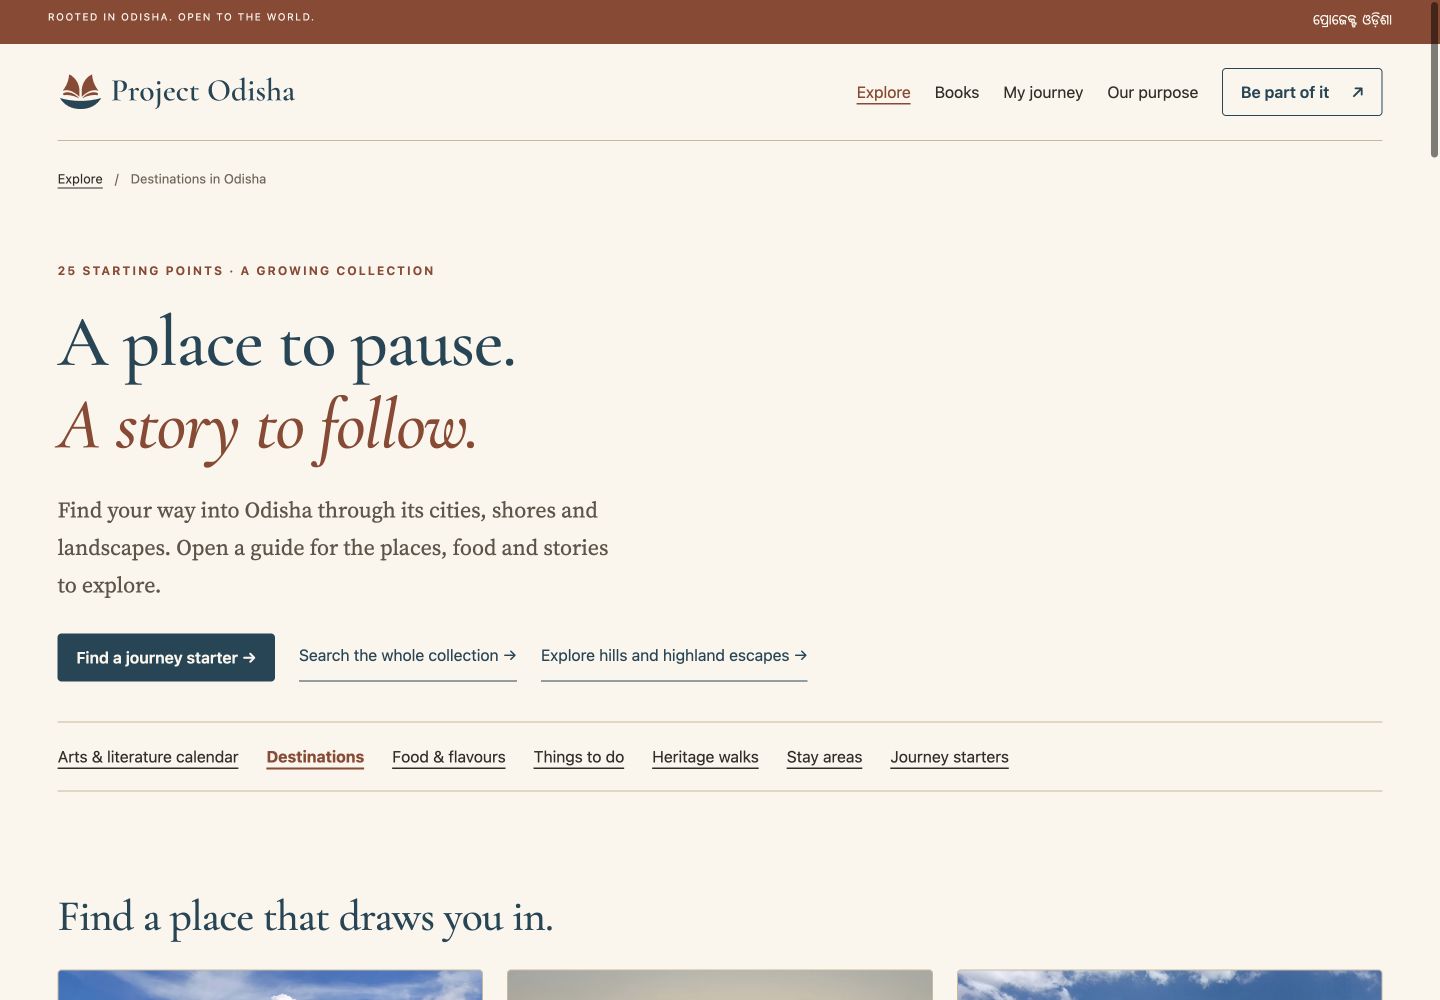 ROOTED IN ODISHA. OPEN TO THE WORLD.
ପ୍ରୋଜେକ୍ଟ ଓଡ଼ିଶା
Project Odisha
Explore
Books
My journey
Our purpose
Be part of it ↗
Explore / Destinations in Odisha
25 STARTING POINTS · A GROWING COLLECTION
A place to pause.
A story to follow.
Find your way into Odisha through its cities, shores and
landscapes. Open a guide for the places, food and stories
to explore.
Find a journey starter →
Search the whole collection →
Explore hills and highland escapes →
Arts & literature calendar
Destinations
Food & flavours
Things to do
Heritage walks
Stay areas
Journey starters
Find a place that draws you in.